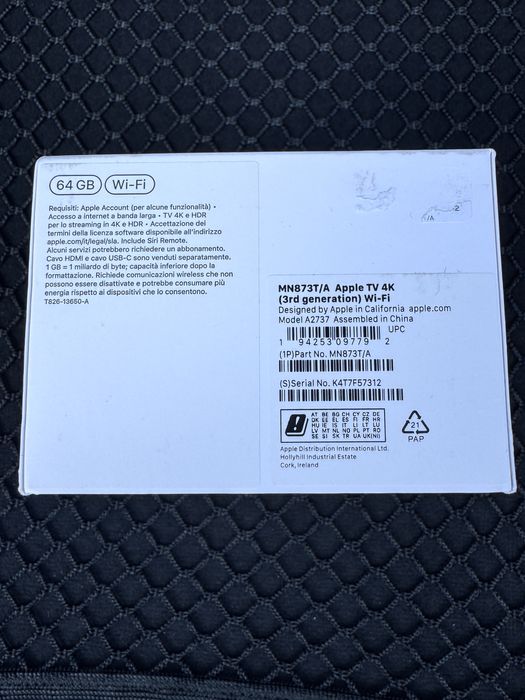 64 GB Wi-Fi
Requisiti: Apple Account (per alcune funzionalità) •
Accesso a internet a banda larga • TV 4K e HDR
per lo streaming in 4K e HDR • Accettazione dei
termini della licenza software disponibile all'indirizzo
apple.com/it/legal/sla. Include Siri Remote.
Alcuni servizi potrebbero richiedere un abbonamento.
Cavo HDMI e cavo USB-C sono venduti separatamente.
1 GB = 1 miliardo di byte; capacità inferiore dopo la
formattazione. Richiede comunicazioni wireless che non
possono essere disattivate e potrebbe consumare più
energia rispetto ai dispositivi che lo consentono.
T826-13650-A
-2
/A
MN873T/A Apple TV 4K
(3rd generation) Wi-Fi
Designed by Apple in California apple.com
Model A2737 Assembled in China
UPC
1 94253 09779 2
(1P)Part No. MN873T/A
(S)Serial No. K4T7F57312
AT BE BG CH CY CZ DE
DK EE EL ES FI FR HR
HU IE IS IT LI LT LU
LV MT NL NO PL PT RO
SE SI SK TR UA UK(NI)
21
PAP
Apple Distribution International Ltd.
Hollyhill Industrial Estate
Cork, Ireland